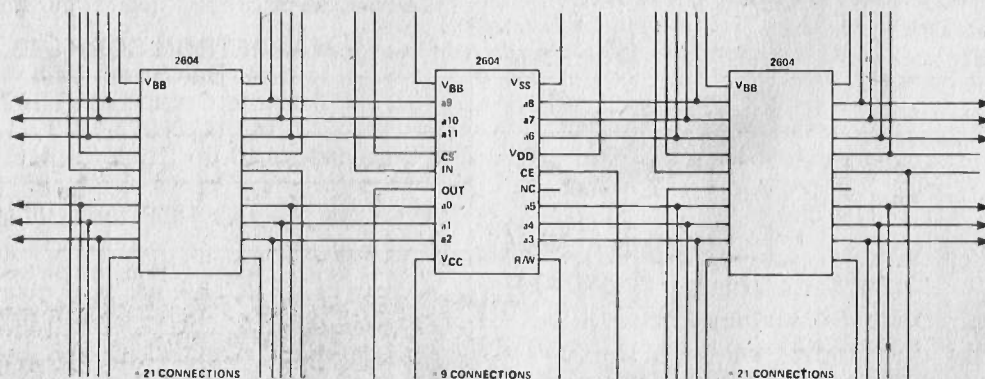 2604
VBB
2604
VBB
a9
a10
a11
CS
IN
OUT
a0
a1
a2
VCC
VSS
a8
a7
a6
VDD
CE
NC
a5
a4
a3
R/W
2604
VBB
21 CONNECTIONS
9 CONNECTIONS
21 CONNECTIONS